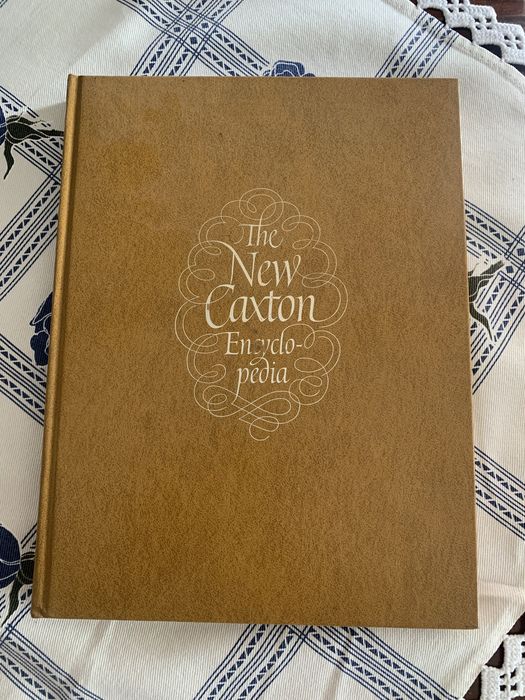 The
New
Caxton
Encyclo-
pedia